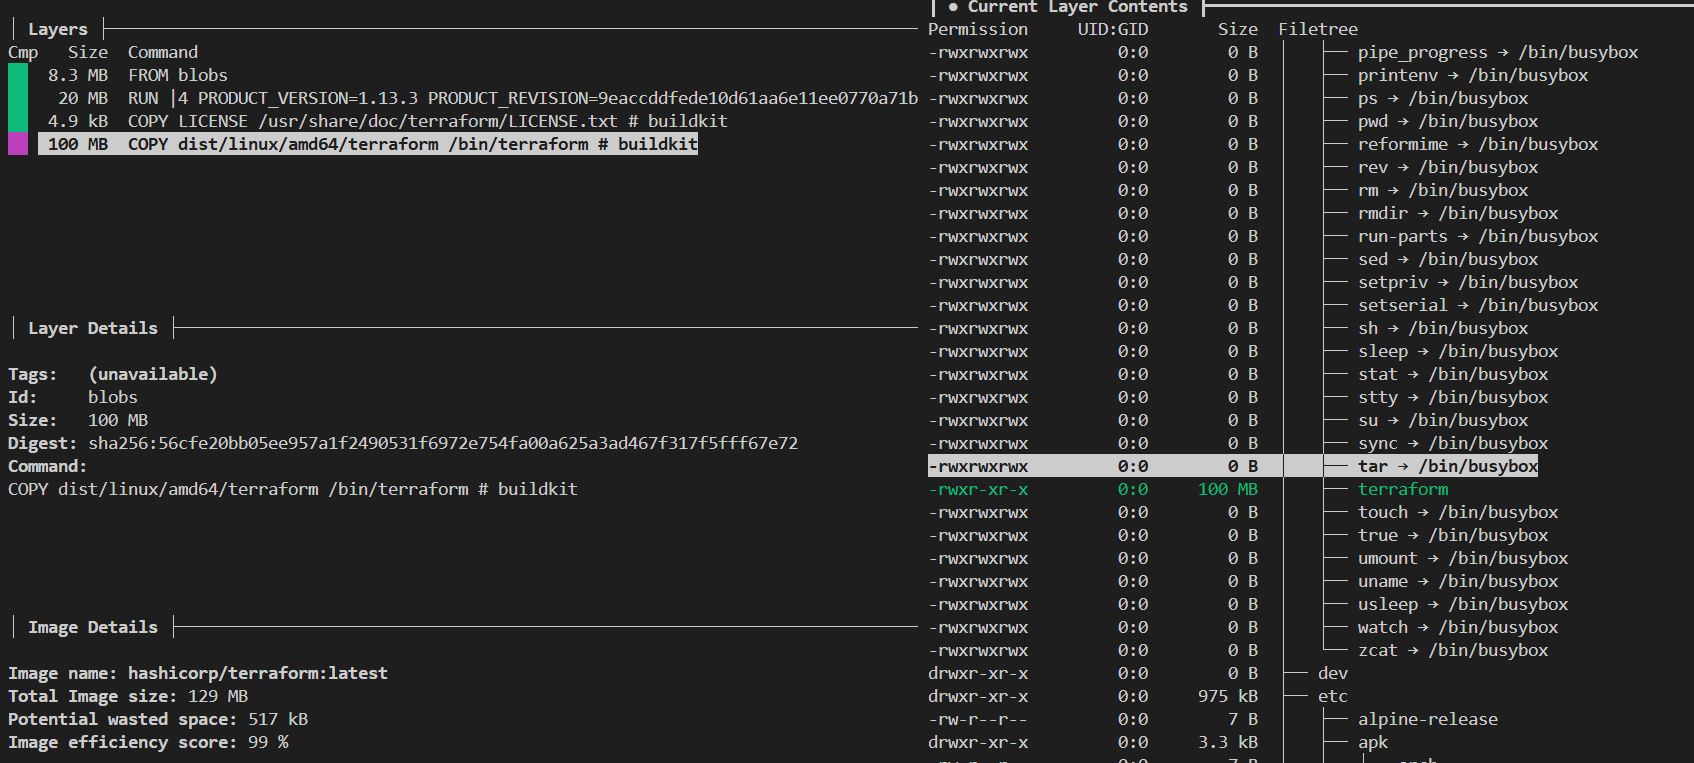 │ Layers ├
Cmp Size Command
8.3 MB FROM blobs
20 MB RUN |4 PRODUCT_VERSION=1.13.3 PRODUCT_REVISION=9eaccddfede10d61aa6e11ee0770a71b
4.9 kB COPY LICENSE /usr/share/doc/terraform/LICENSE.txt # buildkit
100 MB COPY dist/linux/amd64/terraform /bin/terraform # buildkit
│ Layer Details ├
Tags: (unavailable)
Id: blobs
Size: 100 MB
Digest: sha256:56cfe20bb05ee957a1f2490531f6972e754fa00a625a3ad467f317f5fff67e72
Command:
COPY dist/linux/amd64/terraform /bin/terraform # buildkit
│ Image Details ├
Image name: hashicorp/terraform:latest
Total Image size: 129 MB
Potential wasted space: 517 kB
Image efficiency score: 99 %
│ ● Current Layer Contents ├
Permission UID:GID Size Filetree
-rwxrwxrwx 0:0 0 B │ ├── pipe_progress → /bin/busybox
-rwxrwxrwx 0:0 0 B │ ├── printenv → /bin/busybox
-rwxrwxrwx 0:0 0 B │ ├── ps → /bin/busybox
-rwxrwxrwx 0:0 0 B │ ├── pwd → /bin/busybox
-rwxrwxrwx 0:0 0 B │ ├── reformime → /bin/busybox
-rwxrwxrwx 0:0 0 B │ ├── rev → /bin/busybox
-rwxrwxrwx 0:0 0 B │ ├── rm → /bin/busybox
-rwxrwxrwx 0:0 0 B │ ├── rmdir → /bin/busybox
-rwxrwxrwx 0:0 0 B │ ├── run-parts → /bin/busybox
-rwxrwxrwx 0:0 0 B │ ├── sed → /bin/busybox
-rwxrwxrwx 0:0 0 B │ ├── setpriv → /bin/busybox
-rwxrwxrwx 0:0 0 B │ ├── setserial → /bin/busybox
-rwxrwxrwx 0:0 0 B │ ├── sh → /bin/busybox
-rwxrwxrwx 0:0 0 B │ ├── sleep → /bin/busybox
-rwxrwxrwx 0:0 0 B │ ├── stat → /bin/busybox
-rwxrwxrwx 0:0 0 B │ ├── stty → /bin/busybox
-rwxrwxrwx 0:0 0 B │ ├── su → /bin/busybox
-rwxrwxrwx 0:0 0 B │ ├── sync → /bin/busybox
-rwxrwxrwx 0:0 0 B │ ├── tar → /bin/busybox
-rwxr-xr-x 0:0 100 MB │ ├── terraform
-rwxrwxrwx 0:0 0 B │ ├── touch → /bin/busybox
-rwxrwxrwx 0:0 0 B │ ├── true → /bin/busybox
-rwxrwxrwx 0:0 0 B │ ├── umount → /bin/busybox
-rwxrwxrwx 0:0 0 B │ ├── uname → /bin/busybox
-rwxrwxrwx 0:0 0 B │ ├── usleep → /bin/busybox
-rwxrwxrwx 0:0 0 B │ ├── watch → /bin/busybox
-rwxrwxrwx 0:0 0 B │ └── zcat → /bin/busybox
drwxr-xr-x 0:0 0 B ├── dev
drwxr-xr-x 0:0 975 kB ├── etc
-rw-r--r-- 0:0 7 B │ ├── alpine-release
drwxr-xr-x 0:0 3.3 kB │ ├── apk